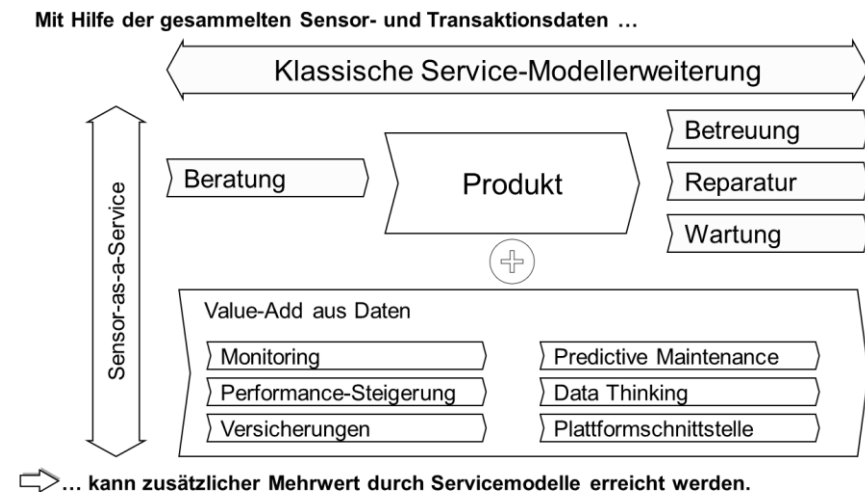 Mit Hilfe der gesammelten Sensor- und Transaktionsdaten …
Klassische Service-Modellerweiterung
Sensor-as-a-Service
Beratung
Produkt
Betreuung
Reparatur
Wartung
Value-Add aus Daten
Monitoring
Performance-Steigerung
Versicherungen
Predictive Maintenance
Data Thinking
Plattformschnittstelle
… kann zusätzlicher Mehrwert durch Servicemodelle erreicht werden.